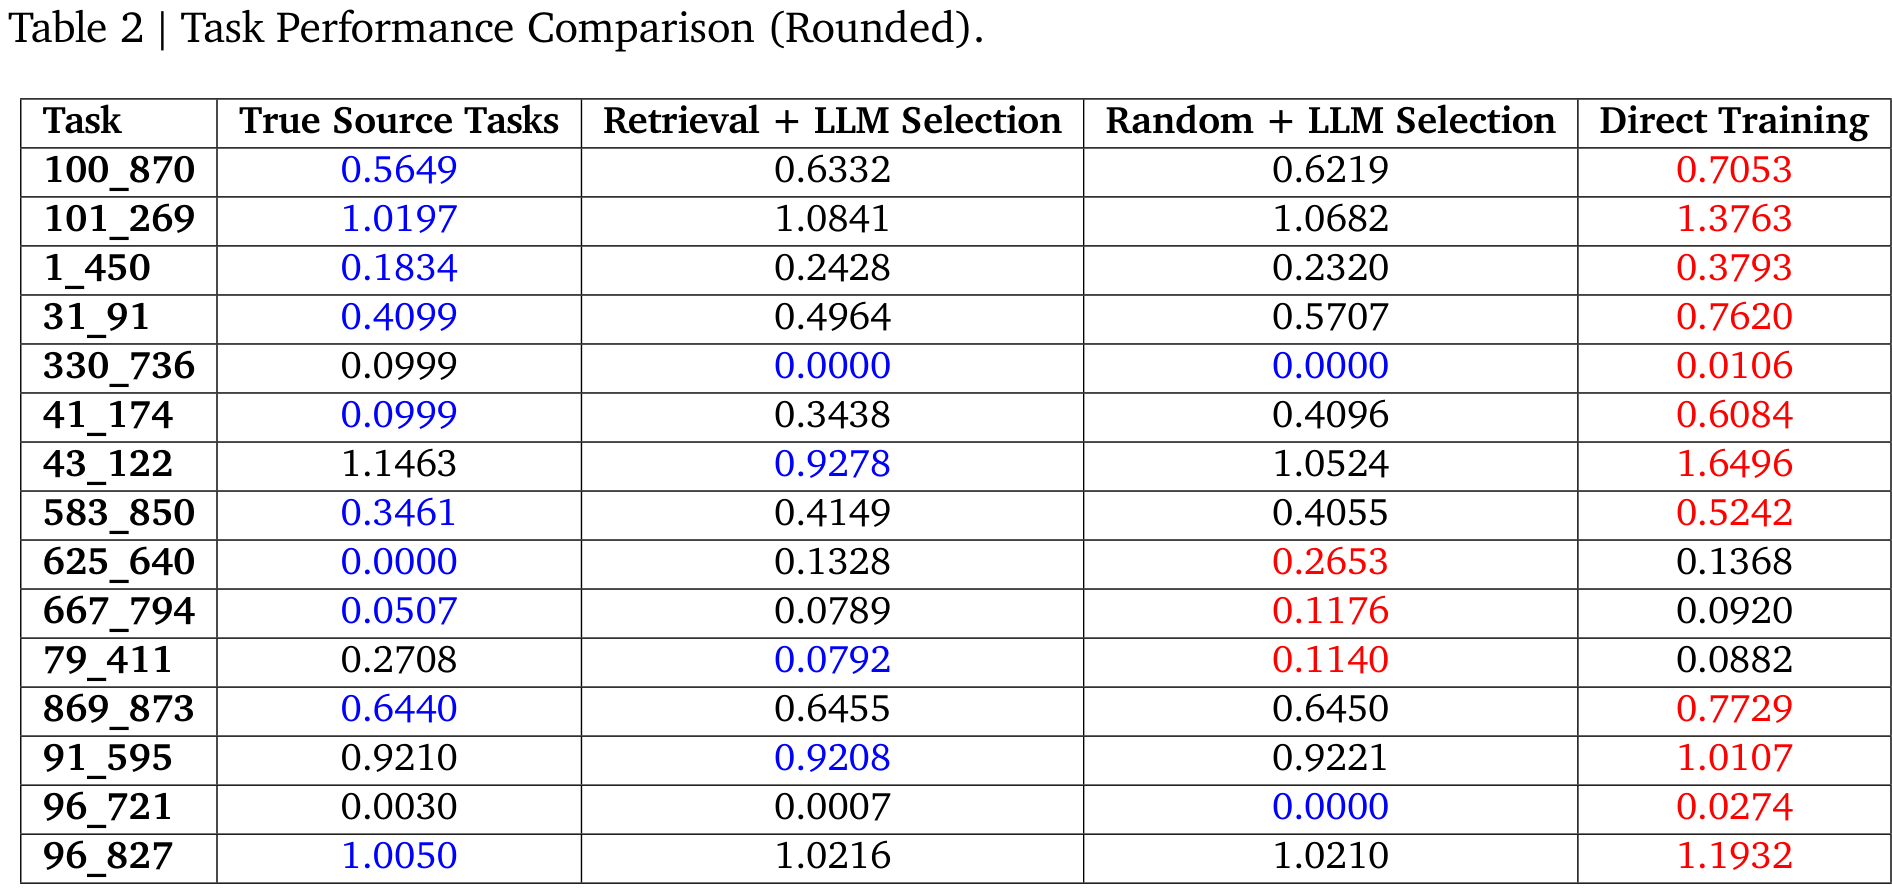 Table 2 | Task Performance Comparison (Rounded).
Task True Source Tasks Retrieval + LLM Selection Random + LLM Selection Direct Training
100_870 0.5649 0.6332 0.6219 0.7053
101_269 1.0197 1.0841 1.0682 1.3763
1_450 0.1834 0.2428 0.2320 0.3793
31_91 0.4099 0.4964 0.5707 0.7620
330_736 0.0999 0.0000 0.0000 0.0106
41_174 0.0999 0.3438 0.4096 0.6084
43_122 1.1463 0.9278 1.0524 1.6496
583_850 0.3461 0.4149 0.4055 0.5242
625_640 0.0000 0.1328 0.2653 0.1368
667_794 0.0507 0.0789 0.1176 0.0920
79_411 0.2708 0.0792 0.1140 0.0882
869_873 0.6440 0.6455 0.6450 0.7729
91_595 0.9210 0.9208 0.9221 1.0107
96_721 0.0030 0.0007 0.0000 0.0274
96_827 1.0050 1.0216 1.0210 1.1932